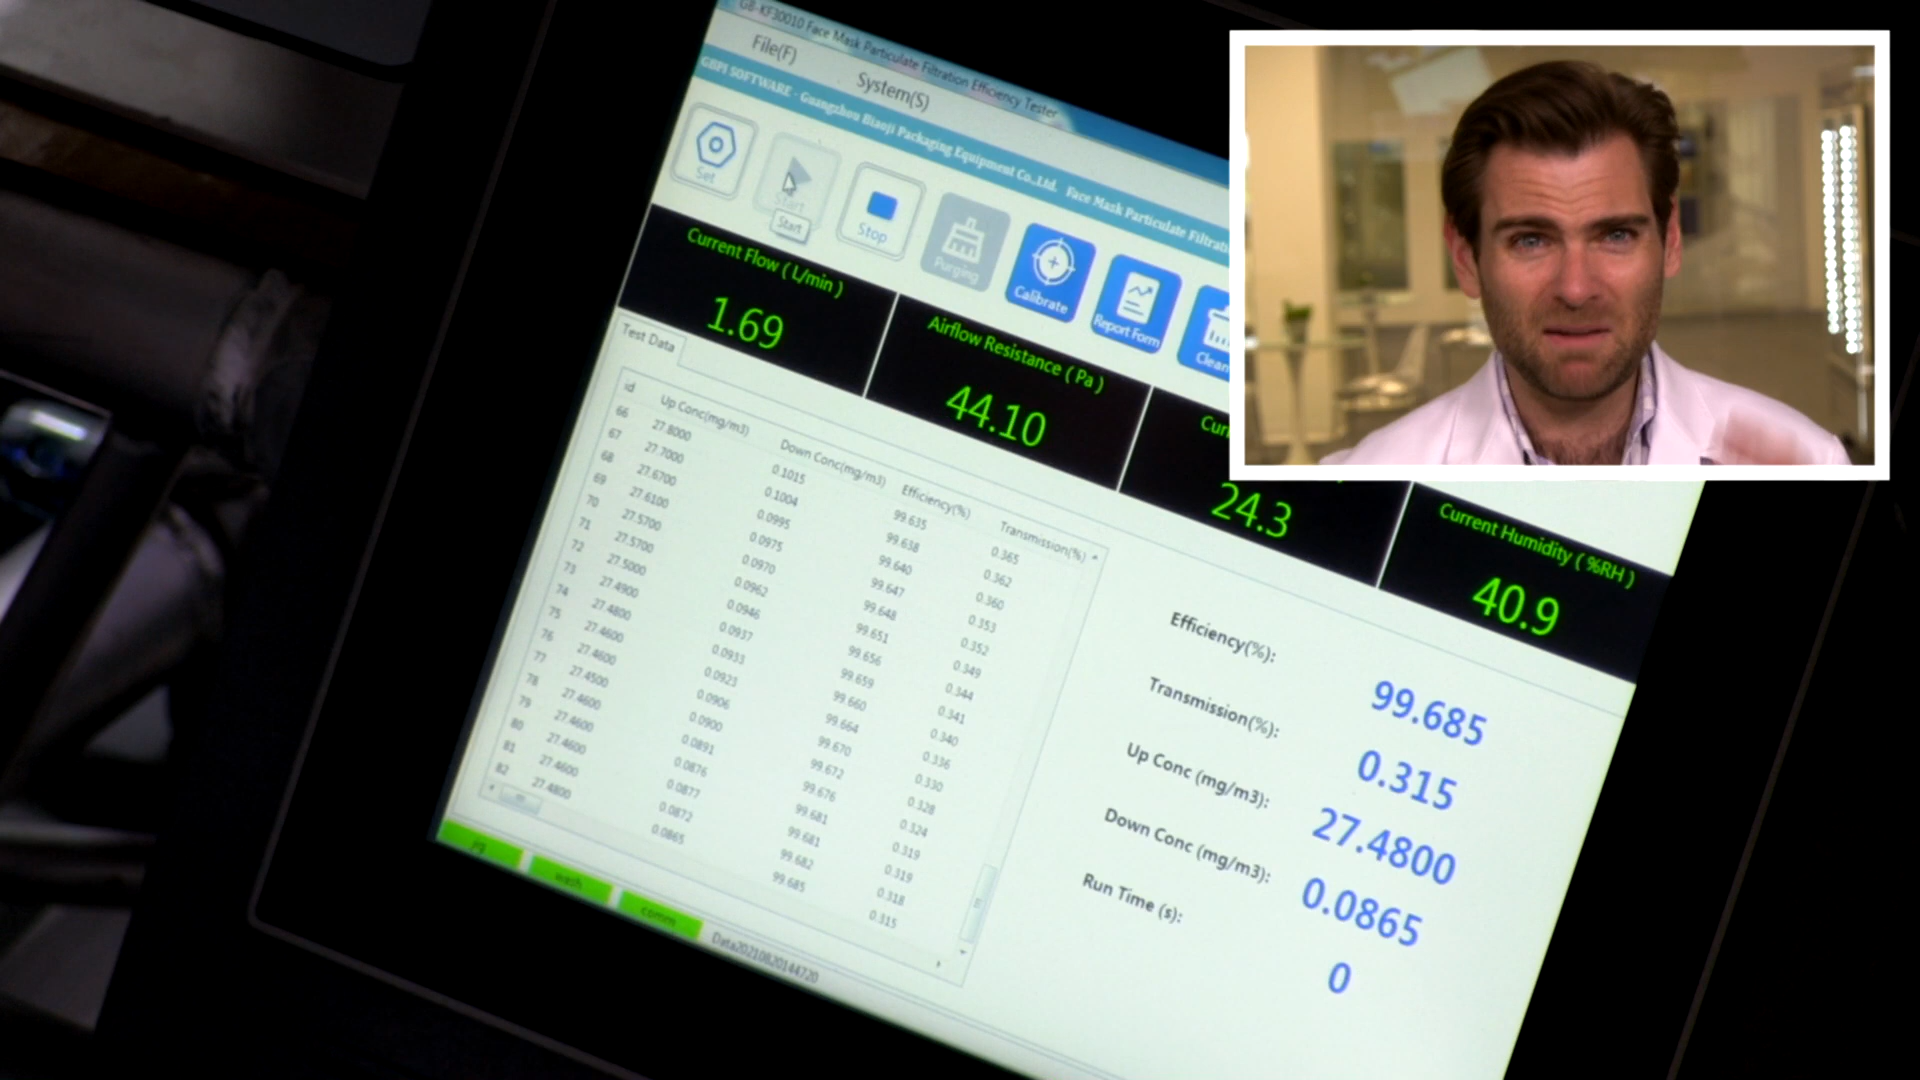 GB-KF30010 Face Mask Particulate Filtration Efficiency Tester
File(F) System(S)
GBPI SOFTWARE - Guangzhou Biaoji Packaging Equipment Co.,Ltd. Face Mask Particulate Filtra
Set Start Stop Purging Calibrate Report Form Clean
Start
Current Flow ( L/min ) Airflow Resistance ( Pa ) Cur Current Humidity ( %RH )
1.69 44.10 24.3 40.9
Test Data
id Up Conc(mg/m3) Down Conc(mg/m3) Efficiency(%) Transmission(%)
66 27.8000 0.1015 99.635 0.365
67 27.7000 0.1004 99.638 0.362
68 27.6700 0.0995 99.640 0.360
69 27.6100 0.0975 99.647 0.353
70 27.5700 0.0970 99.648 0.352
71 27.5700 0.0962 99.651 0.349
72 27.5000 0.0946 99.656 0.344
73 27.4900 0.0937 99.659 0.341
74 27.4800 0.0933 99.660 0.340
75 27.4600 0.0923 99.664 0.336
76 27.4600 0.0906 99.670 0.330
77 27.4500 0.0900 99.672 0.328
78 27.4600 0.0891 99.676 0.324
79 27.4600 0.0876 99.681 0.319
80 27.4600 0.0877 99.681 0.319
81 27.4600 0.0872 99.682 0.318
82 27.4800 0.0865 99.685 0.315
Efficiency(%): 99.685
Transmission(%): 0.315
Up Conc (mg/m3): 27.4800
Down Conc (mg/m3): 0.0865
Run Time (s): 0
wash comm Data20210820144720